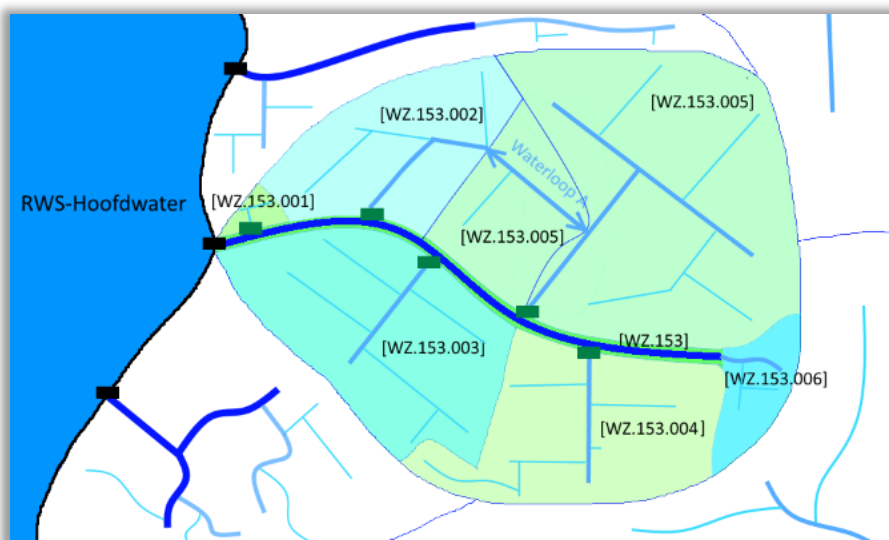 [WZ.153.002]
[WZ.153.005]
Waterloop A
RWS-Hoofdwater
[WZ.153.001]
[WZ.153.005]
[WZ.153.003]
[WZ.153]
[WZ.153.006]
[WZ.153.004]